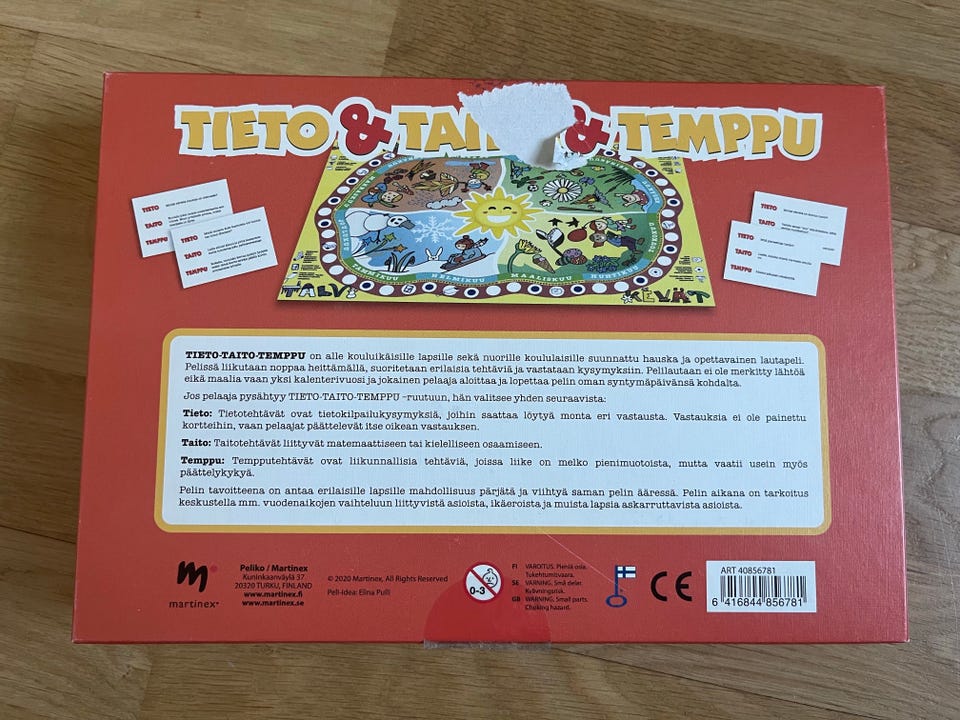 TIETO & TAI & TEMPPU
TIETO
TAITO
TEMPPU
TIETO
TAITO
TEMPPU
TIETO
TAITO
TIETO
TAITO
TEMPPU
TAMMIKUU
HELMIKUU
MAALISKUU
HUHTIKUU
TALVI
KEVÄT
TIETO-TAITO-TEMPPU on alle kouluikäisille lapsille sekä nuorille koululaisille suunnattu hauska ja opettavainen lautapeli.
Pelissä liikutaan noppaa heittämällä, suoritetaan erilaisia tehtäviä ja vastataan kysymyksiin. Pelilautaan ei ole merkitty lähtöä
eikä maalia vaan yksi kalenterivuosi ja jokainen pelaaja aloittaa ja lopettaa pelin oman syntymäpäivänsä kohdalta.
Jos pelaaja pysähtyy TIETO-TAITO-TEMPPU –ruutuun, hän valitsee yhden seuraavista:
Tieto: Tietotehtävät ovat tietokilpailukysymyksiä, joihin saattaa löytyä monta eri vastausta. Vastauksia ei ole painettu
kortteihin, vaan pelaajat päättelevät itse oikean vastauksen.
Taito: Taitotehtävät liittyvät matemaattiseen tai kielelliseen osaamiseen.
Temppu: Tempputehtävät ovat liikunnallisia tehtäviä, joissa liike on melko pienimuotoista, mutta vaatii usein myös
päättelykykyä.
Pelin tavoitteena on antaa erilaisille lapsille mahdollisuus pärjätä ja viihtyä saman pelin ääressä. Pelin aikana on tarkoitus
keskustella mm. vuodenaikojen vaihteluun liittyvistä asioista, ikäeroista ja muista lapsia askarruttavista asioista.
martinex
Peliko / Martinex
Kuninkaanväylä 37
20320 TURKU, FINLAND
www.martinex.fi
www.martinex.se
© 2020 Martinex, All Rights Reserved
Peli-idea: Elina Pulli
0-3
FI VAROITUS. Pieniä osia.
Tukehtumisvaara.
SE VARNING. Små delar.
Kvävningsrisk.
GB WARNING. Small parts.
Choking hazard.
CE
ART 40856781
6 416844 856781